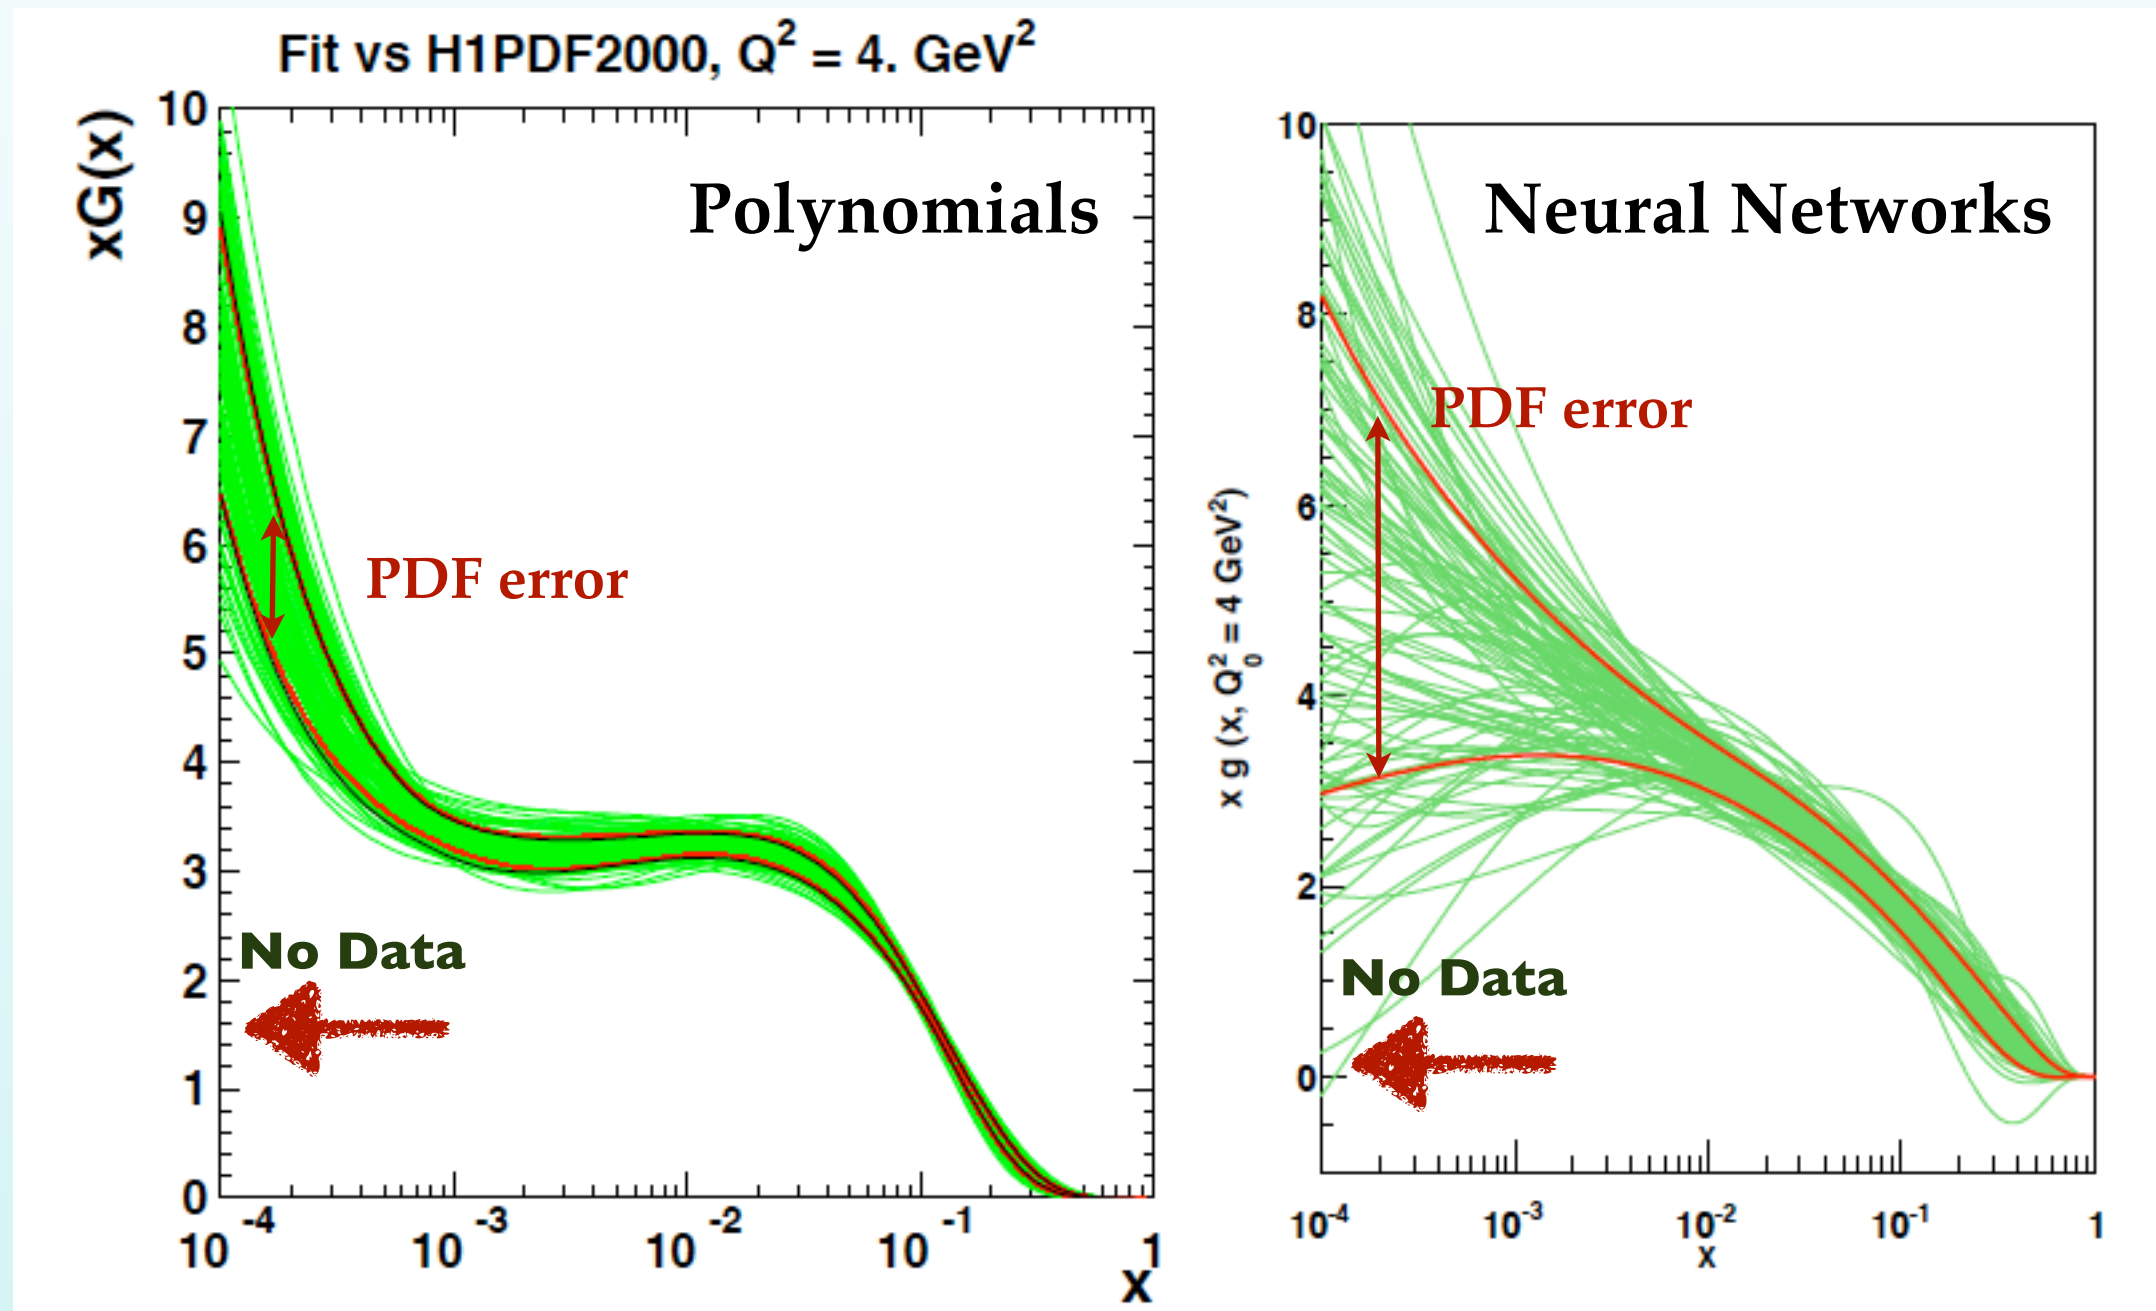 Fit vs H1PDF2000, Q² = 4. GeV²
xG(x)
10
9
8
7
6
5
4
3
2
1
0
Polynomials
PDF error
No Data
10⁻⁴ 10⁻³ 10⁻² 10⁻¹ 1
x
x g (x, Q₀² = 4 GeV²)
10
8
6
4
2
0
Neural Networks
PDF error
No Data
10⁻⁴ 10⁻³ 10⁻² 10⁻¹ 1
x